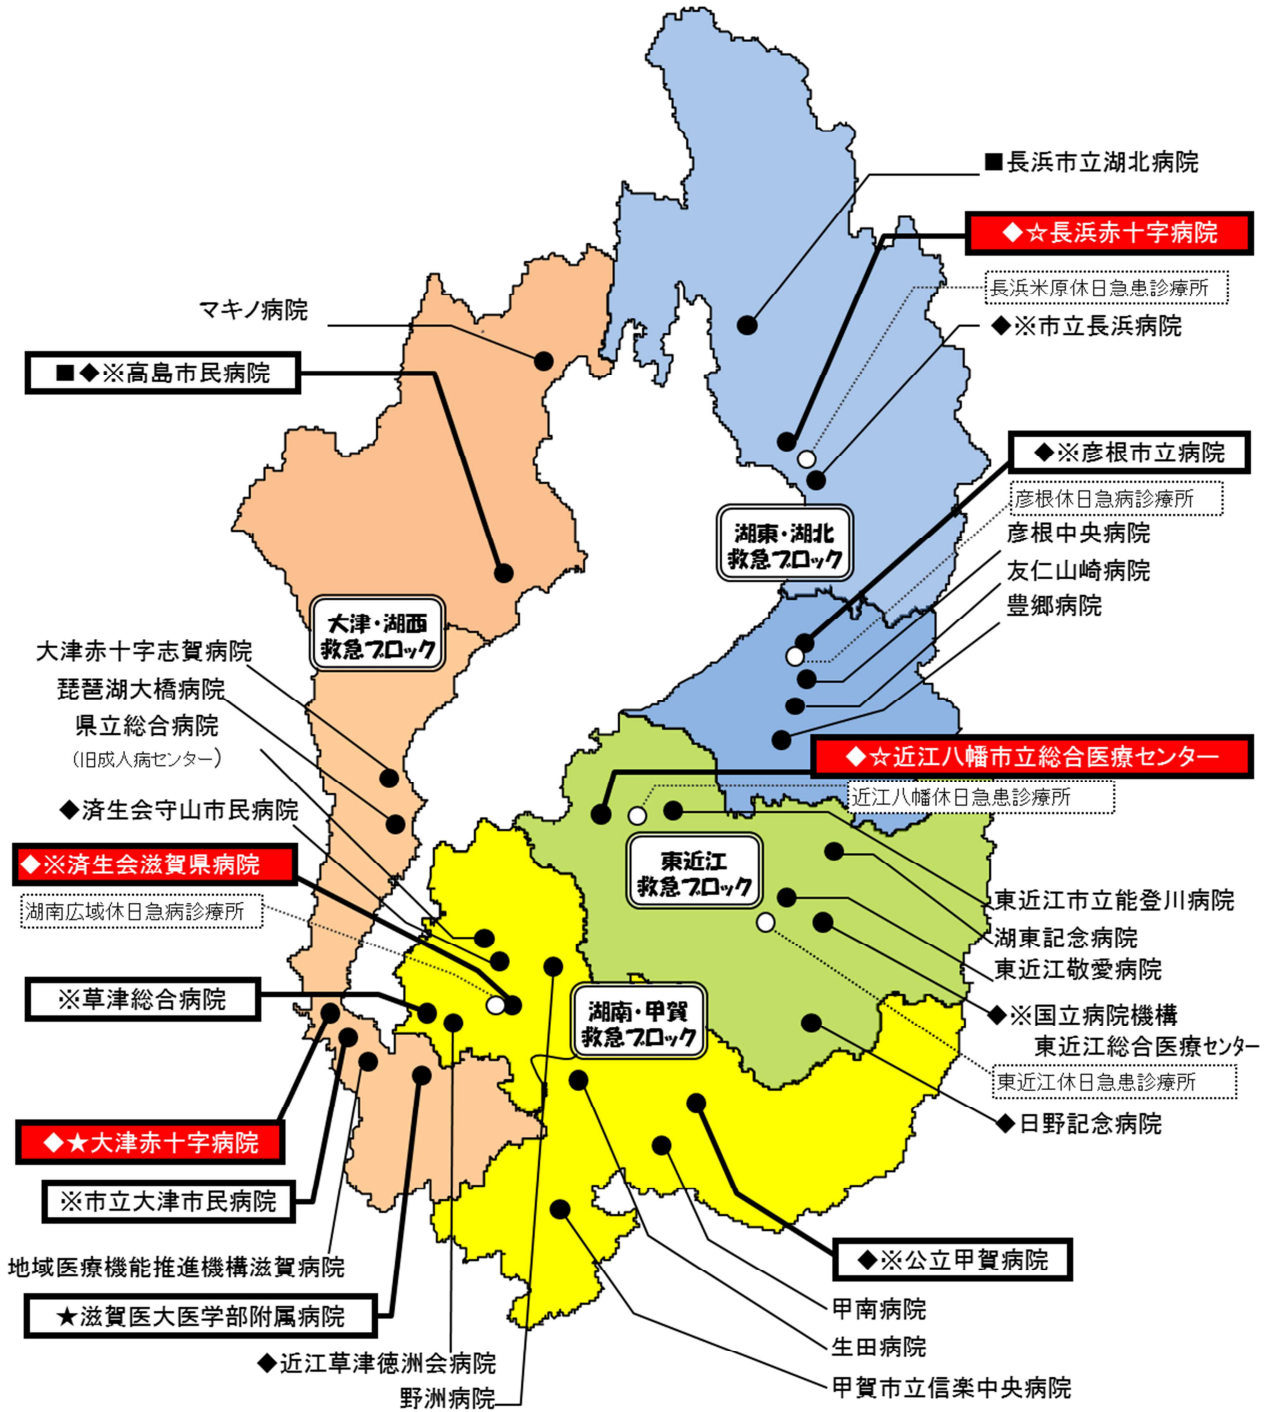 ■長浜市立湖北病院
◆☆長浜赤十字病院
長浜米原休日急患診療所
◆※市立長浜病院
マキノ病院
■◆※高島市民病院
◆※彦根市立病院
彦根休日急病診療所
彦根中央病院
友仁山崎病院
豊郷病院
湖東・湖北
救急ブロック
大津・湖西
救急ブロック
大津赤十字志賀病院
琵琶湖大橋病院
県立総合病院
(旧成人病センター)
◆済生会守山市民病院
◆※済生会滋賀県病院
湖南広域休日急病診療所
◆☆近江八幡市立総合医療センター
近江八幡休日急患診療所
東近江
救急ブロック
東近江市立能登川病院
湖東記念病院
東近江敬愛病院
◆※国立病院機構
東近江総合医療センター
東近江休日急患診療所
◆日野記念病院
※草津総合病院
湖南・甲賀
救急ブロック
◆★大津赤十字病院
※市立大津市民病院
地域医療機能推進機構滋賀病院
★滋賀医大医学部附属病院
◆近江草津徳洲会病院
野洲病院
◆※公立甲賀病院
甲南病院
生田病院
甲賀市立信楽中央病院